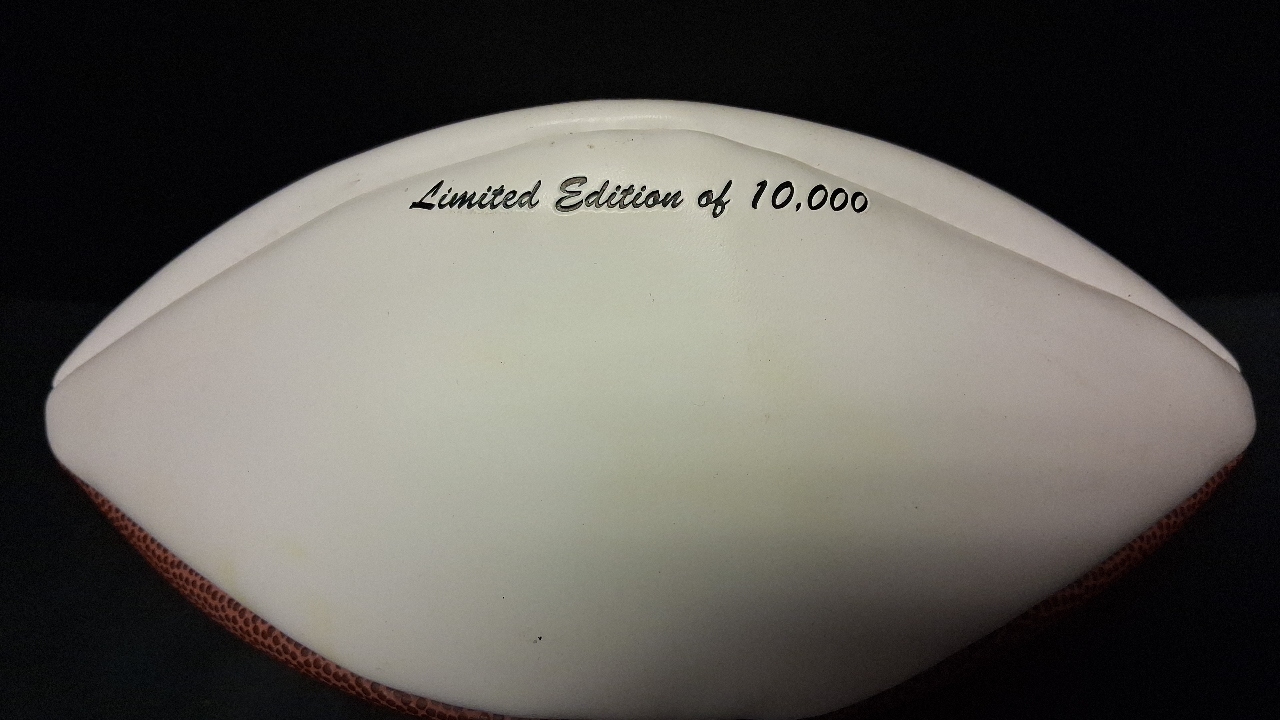 Limited Edition of 10,000